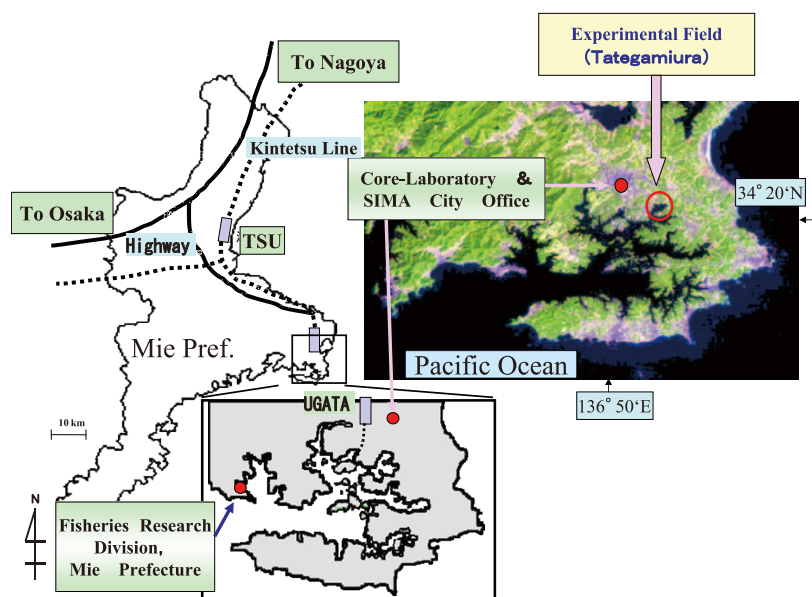 Experimental Field
(Tategamiura)
To Nagoya
Kintetsu Line
Core-Laboratory &
SIMA City Office
34° 20‘N
To Osaka
TSU
Highway
Mie Pref.
Pacific Ocean
136° 50‘E
UGATA
10 km
N
Fisheries Research
Division,
Mie Prefecture